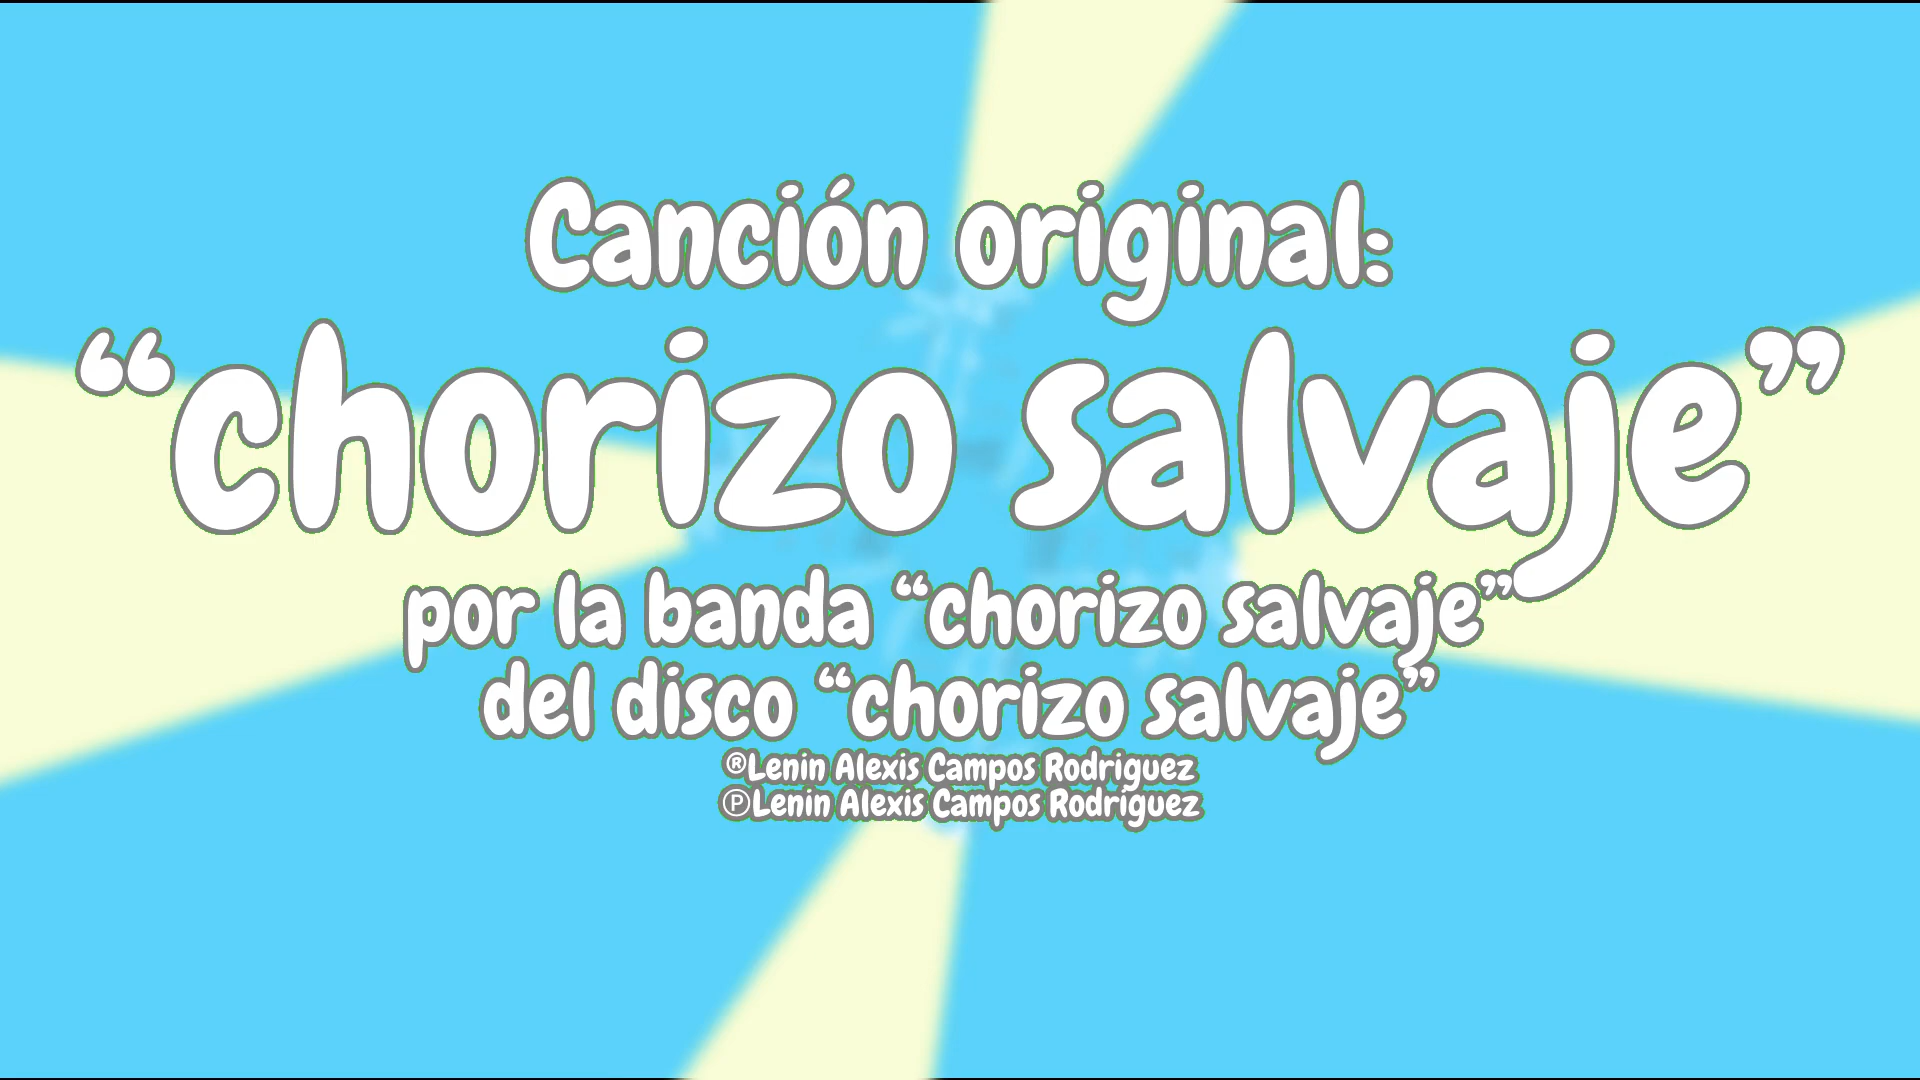 Canción original:
“chorizo salvaje”
por la banda “chorizo salvaje”
del disco “chorizo salvaje”
®Lenin Alexis Campos Rodriguez
℗Lenin Alexis Campos Rodriguez